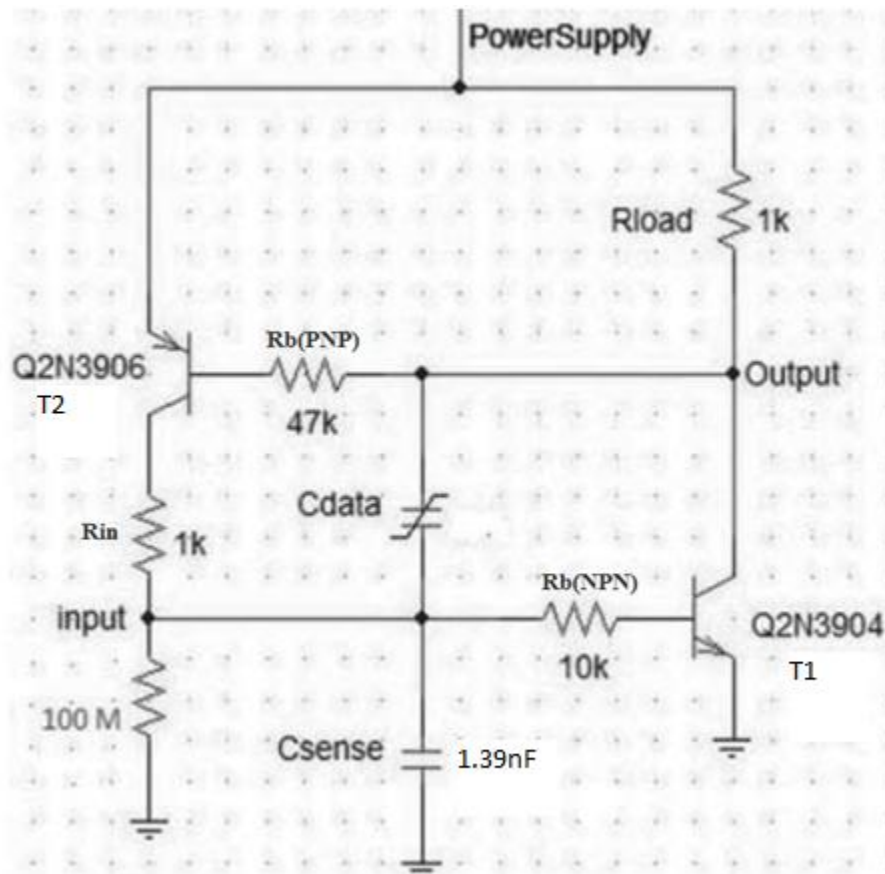 PowerSupply
Rload
1k
Rb(PNP)
Q2N3906
Output
T2
47k
Cdata
Rin
1k
Rb(NPN)
input
Q2N3904
10k
T1
100 M
Csense
1.39nF